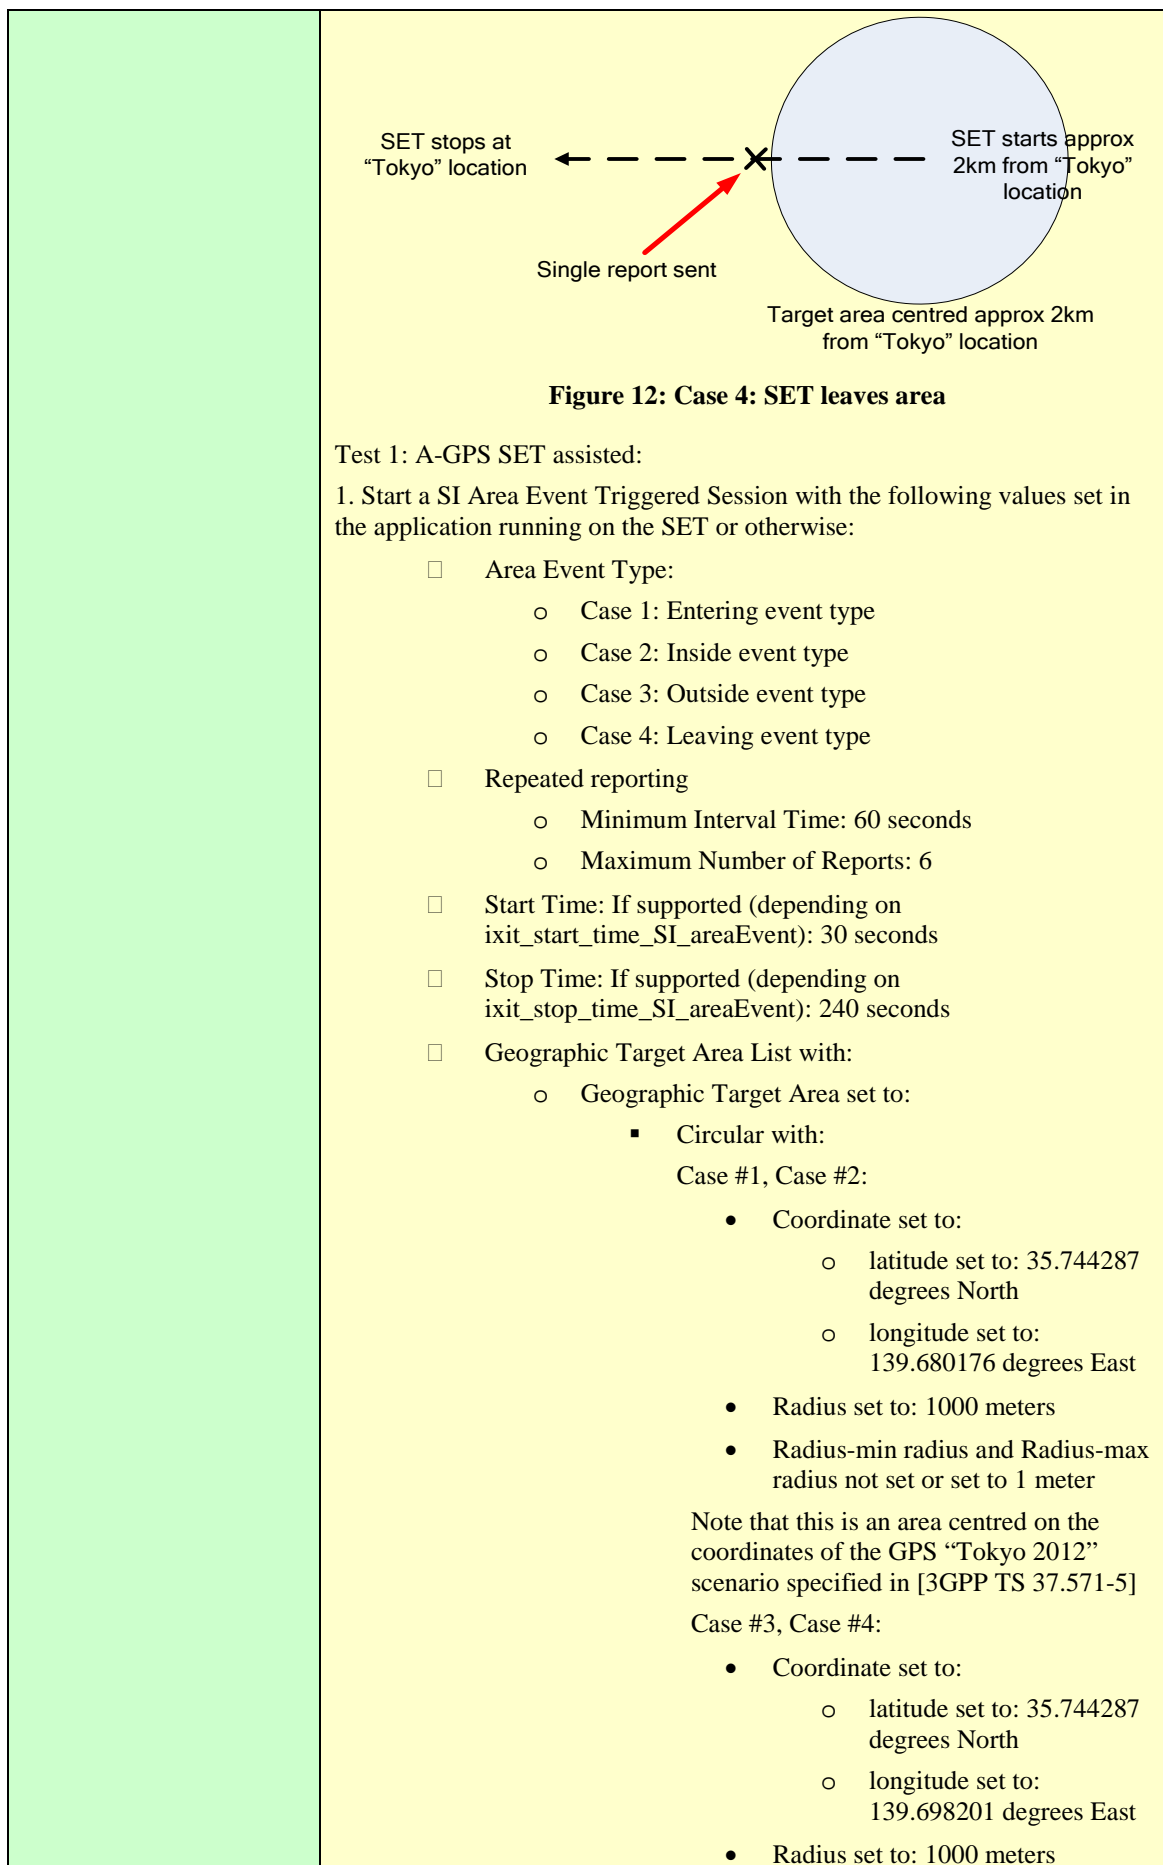 SET stops at
“Tokyo” location
SET starts approx
2km from “Tokyo”
location
Single report sent
Target area centred approx 2km
from “Tokyo” location
Figure 12: Case 4: SET leaves area
Test 1: A-GPS SET assisted:
1. Start a SI Area Event Triggered Session with the following values set in
the application running on the SET or otherwise:
Area Event Type:
o Case 1: Entering event type
o Case 2: Inside event type
o Case 3: Outside event type
o Case 4: Leaving event type
Repeated reporting
o Minimum Interval Time: 60 seconds
o Maximum Number of Reports: 6
Start Time: If supported (depending on
ixit_start_time_SI_areaEvent): 30 seconds
Stop Time: If supported (depending on
ixit_stop_time_SI_areaEvent): 240 seconds
Geographic Target Area List with:
o Geographic Target Area set to:
▪ Circular with:
Case #1, Case #2:
• Coordinate set to:
o latitude set to: 35.744287
degrees North
o longitude set to:
139.680176 degrees East
• Radius set to: 1000 meters
• Radius-min radius and Radius-max
radius not set or set to 1 meter
Note that this is an area centred on the
coordinates of the GPS “Tokyo 2012”
scenario specified in [3GPP TS 37.571-5]
Case #3, Case #4:
• Coordinate set to:
o latitude set to: 35.744287
degrees North
o longitude set to:
139.698201 degrees East
• Radius set to: 1000 meters